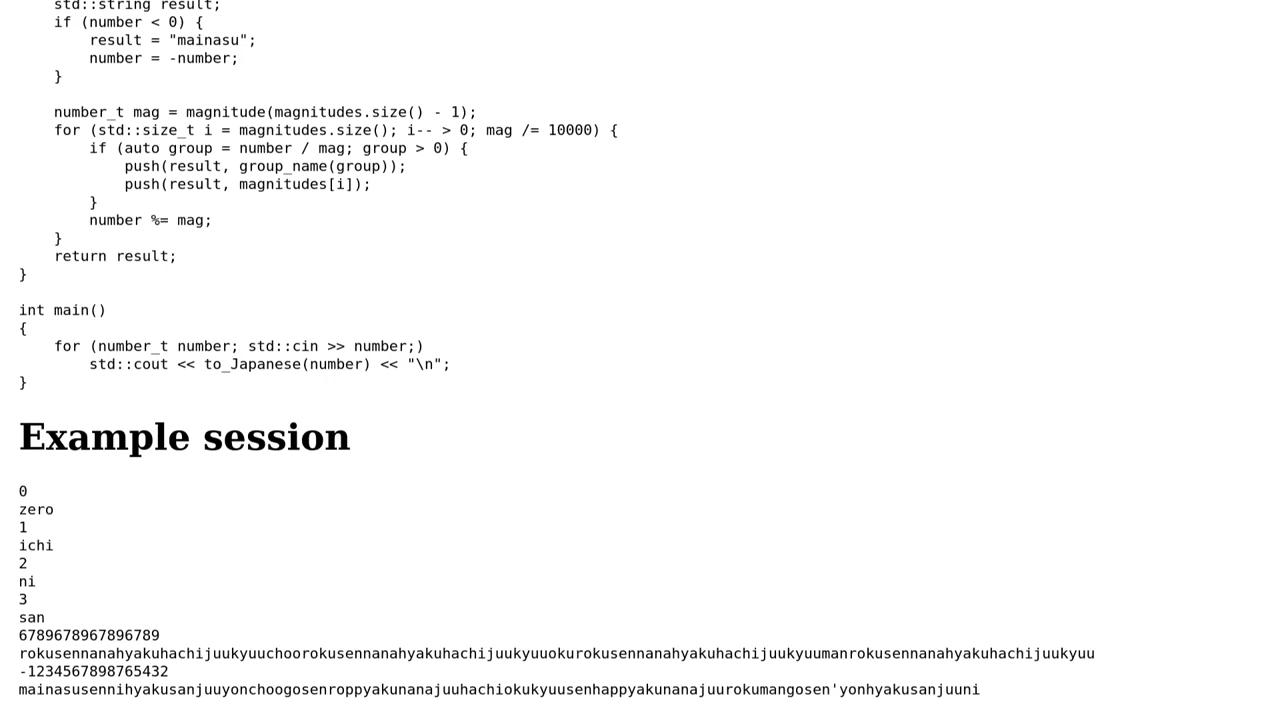 std::string result;
if (number < 0) {
result = "mainasu";
number = -number;
}
number_t mag = magnitude(magnitudes.size() - 1);
for (std::size_t i = magnitudes.size(); i-- > 0; mag /= 10000) {
if (auto group = number / mag; group > 0) {
push(result, group_name(group));
push(result, magnitudes[i]);
}
number %= mag;
}
return result;
}
int main()
{
for (number_t number; std::cin >> number;)
std::cout << to_Japanese(number) << "\n";
}
Example session
0
zero
1
ichi
2
ni
3
san
6789678967896789
rokusennanahyakuhachijuukyuuchoorokusennanahyakuhachijuukyuuokurokusennanahyakuhachijuukyuumanrokusennanahyakuhachijuukyuu
-1234567898765432
mainasusennihyakusanjuuyonchoogosenroppyakunanajuuhachiokukyuusenhappyakunanajuurokumangosen'yonhyakusanjuuni